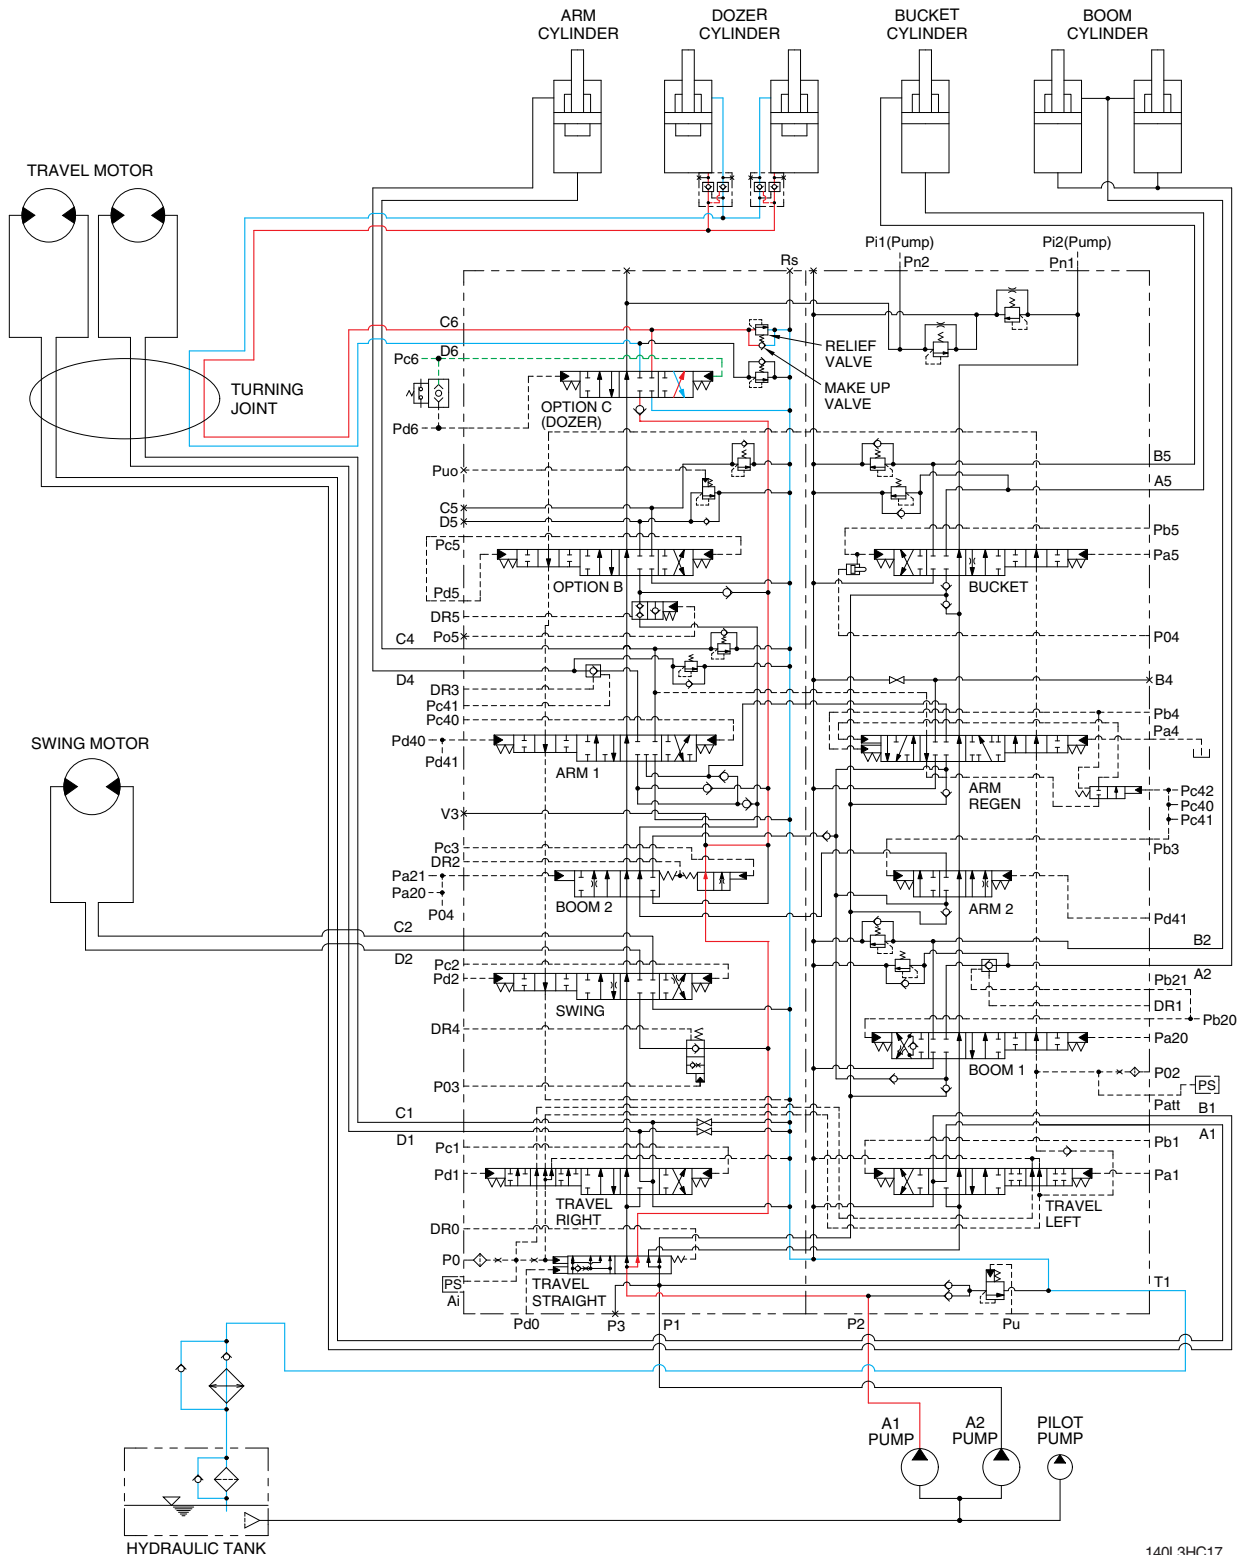 ARM
CYLINDER
DOZER
CYLINDER
BUCKET
CYLINDER
BOOM
CYLINDER
TRAVEL MOTOR
Pi1(Pump)
Pi2(Pump)
Rs
Pn2
Pn1
C6
D6
Pc6
RELIEF
VALVE
MAKE UP
VALVE
TURNING
JOINT
OPTION C
(DOZER)
Pd6
Puo
B5
A5
C5
D5
Pb5
Pc5
Pa5
OPTION B
BUCKET
Pd5
DR5
Po5
P04
C4
D4
B4
DR3
Pc41
Pc40
Pb4
Pa4
SWING MOTOR
Pd40
Pd41
ARM 1
ARM
REGEN
Pc42
Pc40
Pc41
V3
Pc3
DR2
Pb3
Pa21
Pa20
P04
BOOM 2
ARM 2
Pd41
C2
D2
B2
A2
Pc2
Pd2
Pb21
DR1
Pb20
SWING
DR4
Pa20
BOOM 1
P03
P02
PS
Patt
C1
D1
B1
A1
Pc1
Pd1
Pb1
Pa1
TRAVEL
RIGHT
TRAVEL
LEFT
DR0
P0
PS
Ai
TRAVEL
STRAIGHT
T1
Pd0
P3
P1
P2
Pu
A1
PUMP
A2
PUMP
PILOT
PUMP
HYDRAULIC TANK
140L3HC17